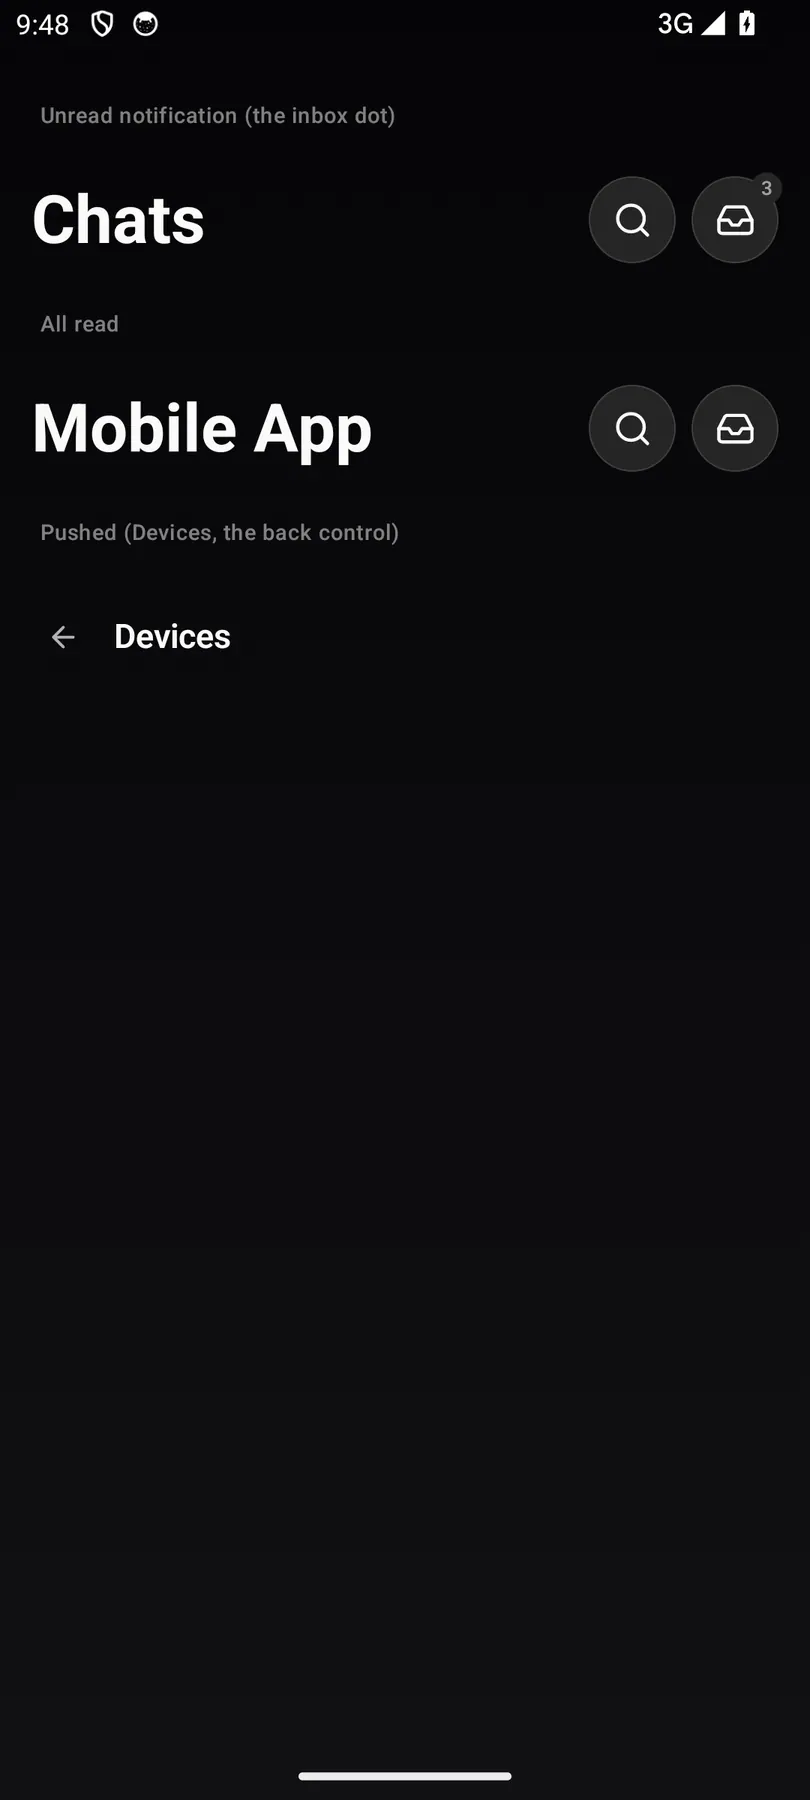 9:48 3G
Unread notification (the inbox dot)
Chats
3
All read
Mobile App
Pushed (Devices, the back control)
Devices